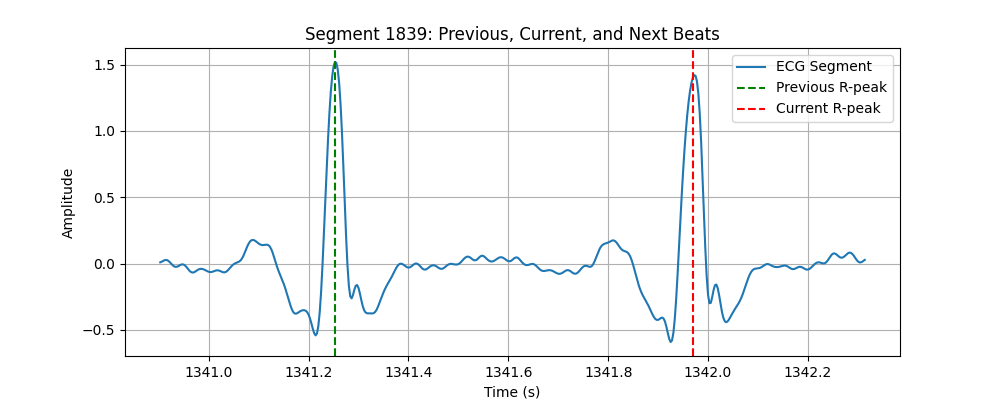 Segment 1839: Previous, Current, and Next Beats
ECG Segment
Previous R-peak
Current R-peak
Amplitude
1.5
1.0
0.5
0.0
−0.5
1341.0 1341.2 1341.4 1341.6 1341.8 1342.0 1342.2
Time (s)